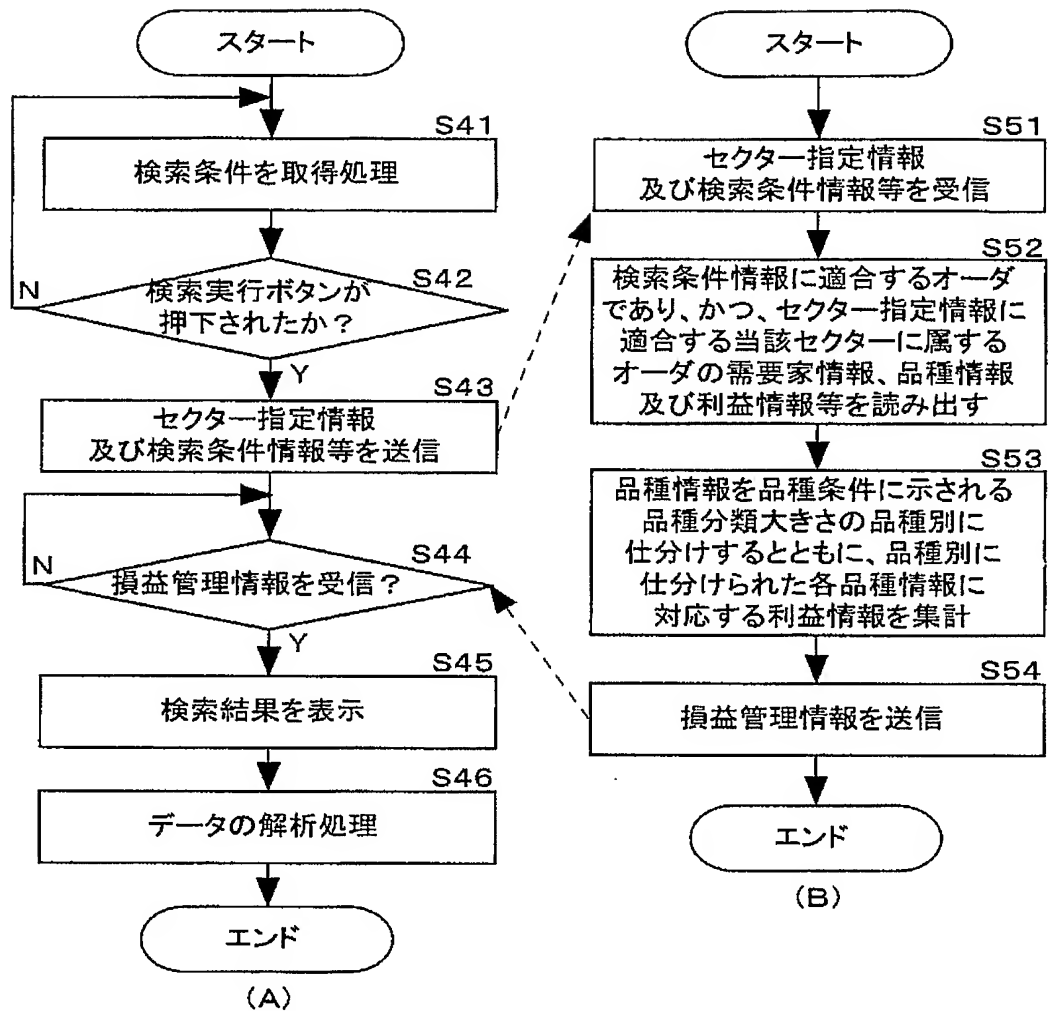 スタート
S41
検索条件を取得処理
S42
検索実行ボタンが
押下されたか？
N
Y
S43
セクター指定情報
及び検索条件情報等を送信
S44
損益管理情報を受信？
N
Y
S45
検索結果を表示
S46
データの解析処理
エンド
(A)
スタート
S51
セクター指定情報
及び検索条件情報等を受信
S52
検索条件情報に適合するオーダ
であり、かつ、セクター指定情報に
適合する当該セクターに属する
オーダの需要家情報、品種情報
及び利益情報等を読み出す
S53
品種情報を品種条件に示される
品種分類大きさの品種別に
仕分けするとともに、品種別に
仕分けられた各品種情報に
対応する利益情報を集計
S54
損益管理情報を送信
エンド
(B)